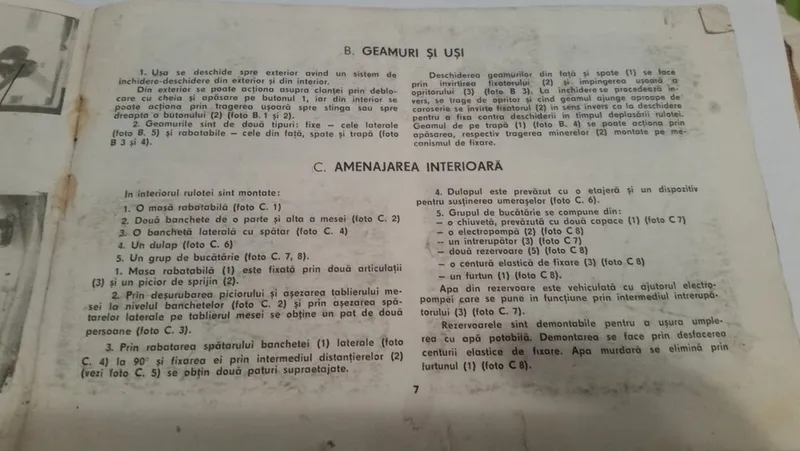 B. GEAMURI ȘI UȘI
1. Ușa se deschide spre exterior avînd un sistem de
închidere-deschidere din exterior și din interior.
Din exterior se poate acționa asupra clanței prin deblo-
care cu cheia și apăsare pe butonul 1, iar din interior se
poate acționa prin tragerea ușoară spre stînga sau spre
dreapta a butonului (2) (foto B. 1 și 2).
2. Geamurile sînt de două tipuri: fixe — cele laterale
(foto B. 5) și rabatabile — cele din față, spate și trapă (foto
B 3 și 4).
Deschiderea geamurilor din față și spate (1) se face
prin învîrtirea fixatorului (2) și împingerea ușoară a
opritorului (3) (foto B 3). La închidere se procedează in-
vers, se trage de opritor și cînd geamul ajunge aproape de
caroserie se învîrte fixatorul (2) în sens invers ca la deschidere
pentru a fixa contra deschiderii în timpul deplasării rulotei.
Geamul de pe trapă (1) (foto B. 4) se poate acționa prin
apăsarea, respectiv tragerea mînerelor (2) montate pe me-
canismul de fixare.
C. AMENAJAREA INTERIOARĂ
In interiorul rulotei sînt montate:
1. O masă rabatabilă (foto C. 1)
2. Două banchete de o parte și alta a mesei (foto C. 2)
3. O banchetă laterală cu spătar (foto C. 4)
4. Un dulap (foto C. 6)
5. Un grup de bucătărie (foto C. 7, 8).
1. Masa rabatabilă (1) este fixată prin două articulații
(3) și un picior de sprijin (2).
2. Prin deșurubarea piciorului și așezarea tablierului me-
sei la nivelul banchetelor (foto C. 2) și prin așezarea spă-
tarelor laterale pe tablierul mesei se obține un pat de două
persoane (foto C. 3).
3. Prin rabatarea spătarului banchetei (1) laterale (foto
C. 4) la 90° și fixarea ei prin intermediul distanțierelor (2)
(vezi foto C. 5) se obțin două paturi supraetajate.
4. Dulapul este prevăzut cu o etajeră și un dispozitiv
pentru susținerea umerașelor (foto C. 6).
5. Grupul de bucătărie se compune din:
— o chiuvetă, prevăzută cu două capace (1) (foto C 7)
— o electropompă (2) (foto C 8)
— un întrerupător (3) (foto C 7)
— două rezervoare (5) (foto C 8)
— o centură elastică de fixare (3) (foto C 8)
— un furtun (1) (foto C 8).
Apa din rezervoare este vehiculată cu ajutorul electro-
pompei care se pune în funcțiune prin intermediul întrerupă-
torului (3) (foto C. 7).
Rezervoarele sînt demontabile pentru a ușura umple-
rea cu apă potabilă. Demontarea se face prin desfacerea
centurii elastice de fixare. Apa murdară se elimină prin
furtunul (1) (foto C 8).
7